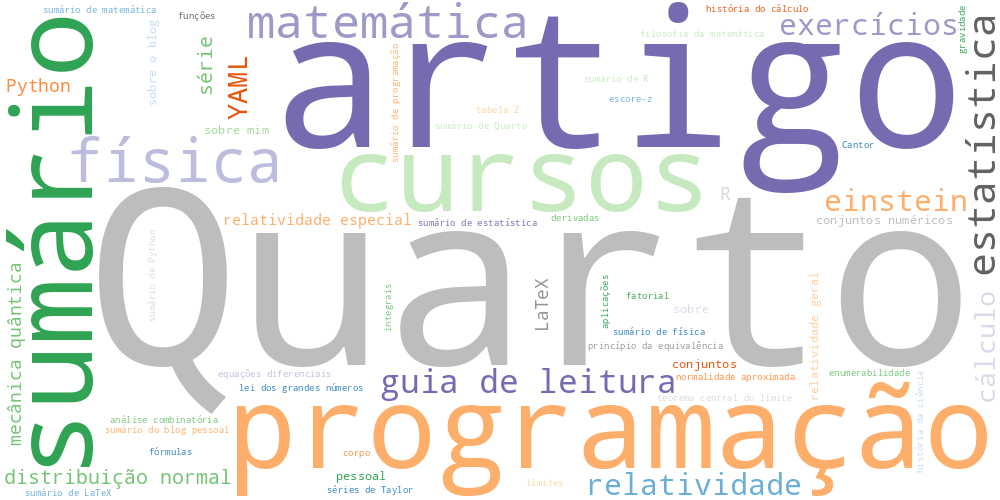 sumário de matemática
funções
matemática
história do cálculo
exercícios
gravidade
filosofia da matemática
sobre o blog
série
YAML
Python
sumário de programação
artigo
sumário de R
escore-z
tabela Z
sumário de Quarto
sobre mim
Cantor
estatística
física
cursos
R
einstein
sumário
relatividade especial
sumário de estatística
derivadas
conjuntos numéricos
Quarto
sumário de Python
mecânica quântica
integrais
LaTeX
aplicações
fatorial
sobre
sumário de física
princípio da equivalência
relatividade geral
cálculo
conjuntos
equações diferenciais
lei dos grandes números
guia de leitura
normalidade aproximada
enumerabilidade
teorema central do limite
história da ciência
análise combinatória
sumário do blog pessoal
programação
fórmulas
corpo
distribuição normal
pessoal
séries de Taylor
limites
relatividade
sumário de LaTeX